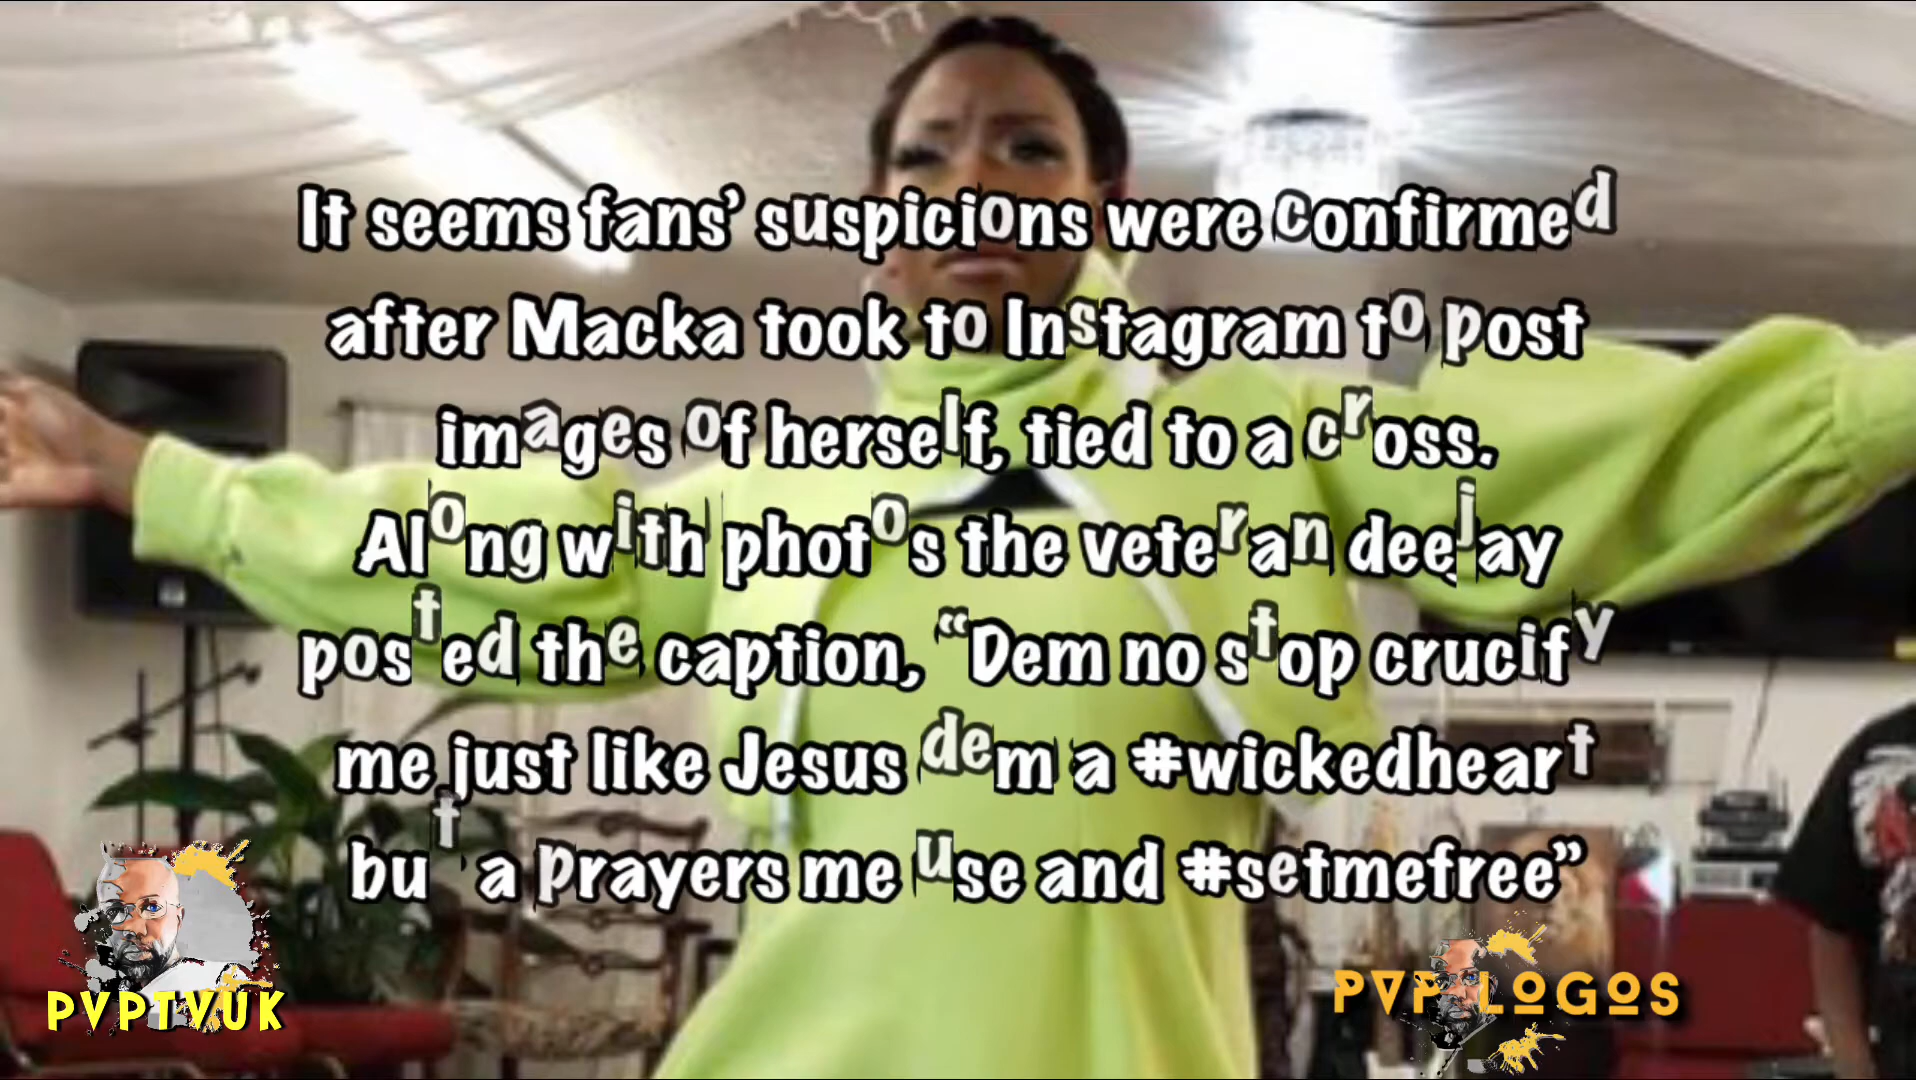 It seems fans’ suspicions were confirmed
after Macka took to Instagram to post
images of herself, tied to a cross.
Along with photos the veteran deejay
posted the caption, “Dem no stop crucify
me just like Jesus dem a #wickedheart
but a prayers me use and #setmefree”
PVPTVUK
PVP LOGOS